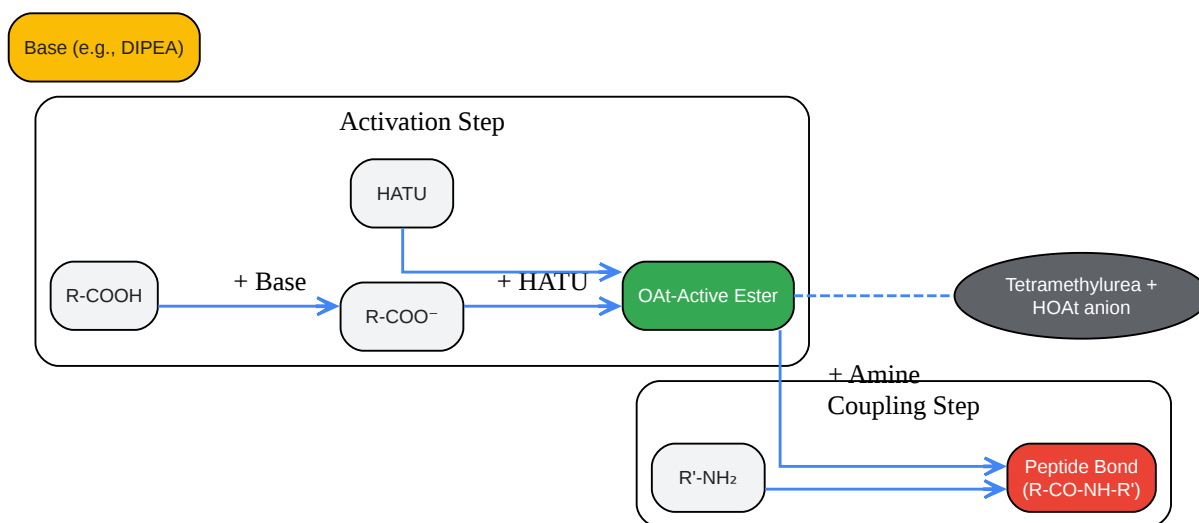 Base (e.g., DIPEA)
Activation Step
HATU
R-COOH
+ Base
R-COO⁻
+ HATU
OAt-Active Ester
Tetramethylurea +
HOAt anion
+ Amine
Coupling Step
R'-NH₂
Peptide Bond
(R-CO-NH-R')